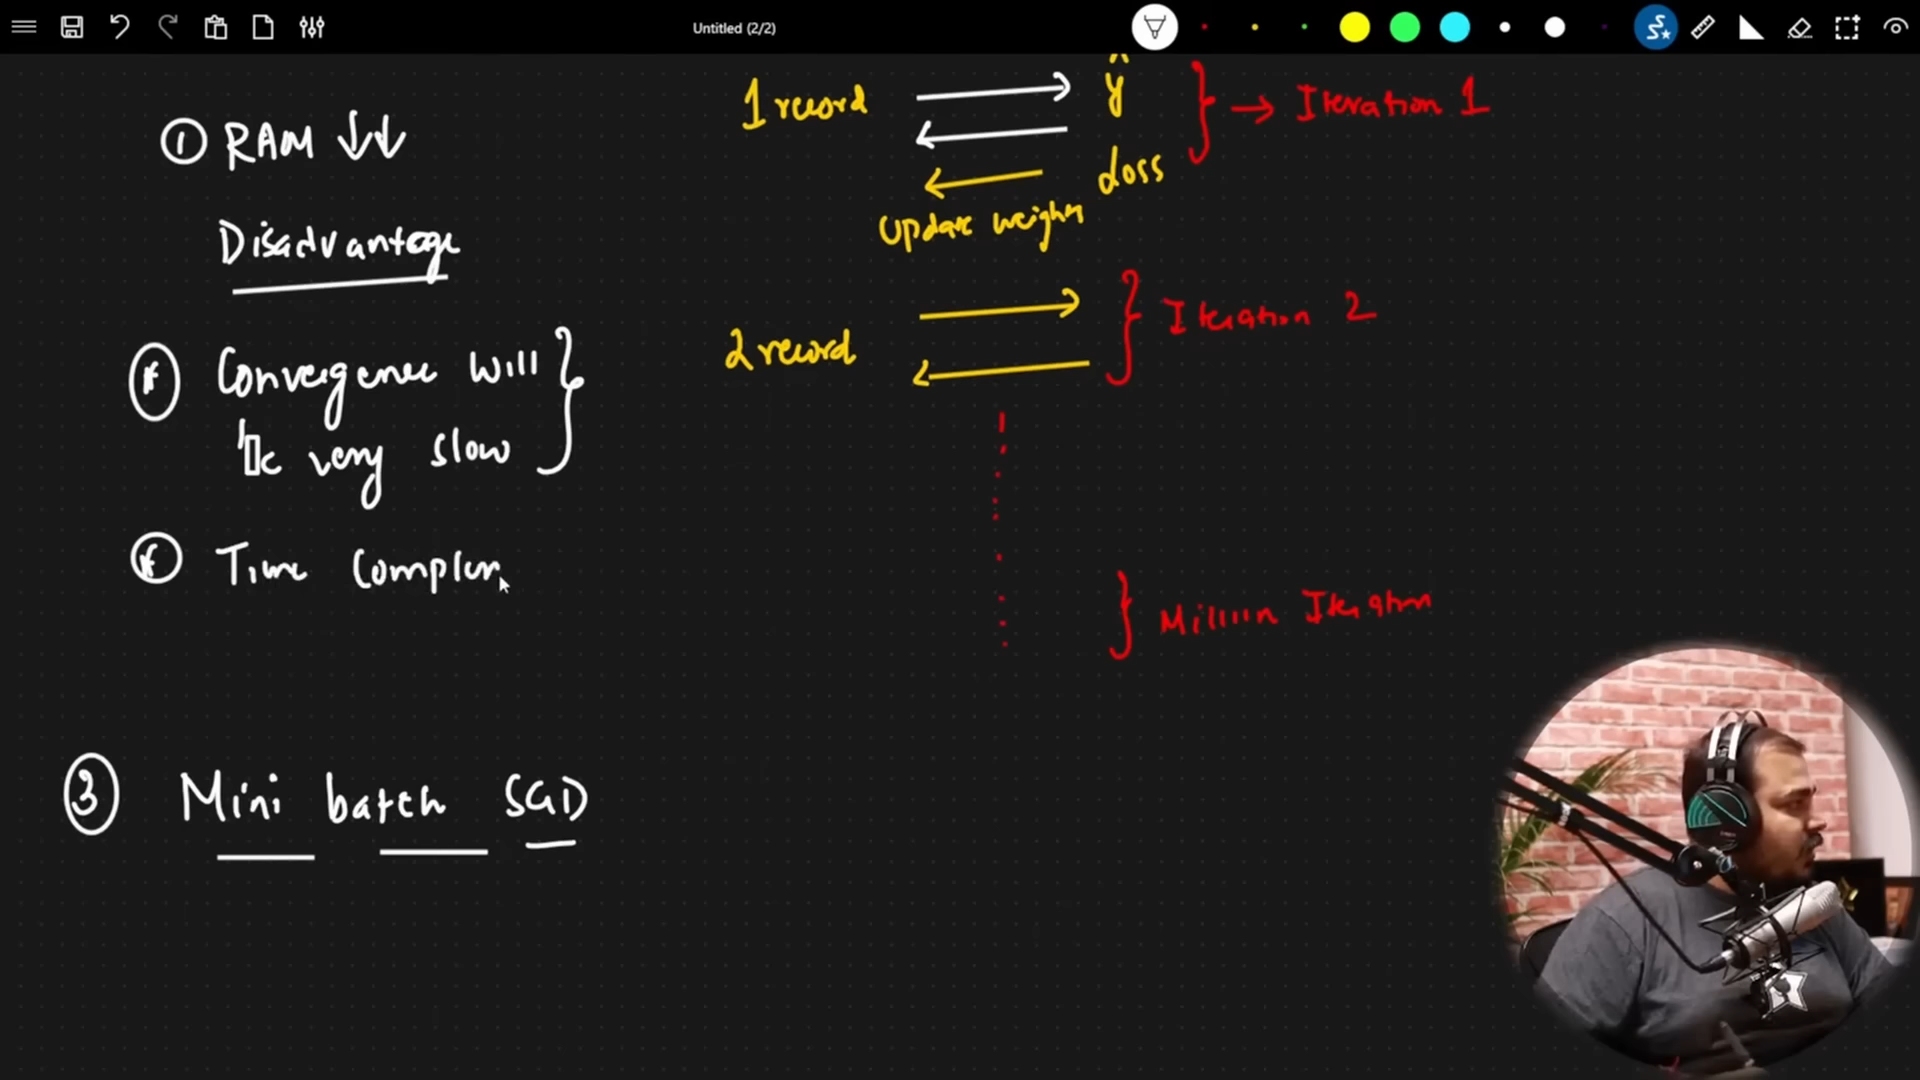 Untitled (2/2)
① RAM ↓↓
Disadvantage
Convergence will
be very slow
Time Complex
③ Mini batch SGD
1 record → ŷ } → Iteration 1
Loss
Update weights
2 record } Iteration 2
} Million Iteration